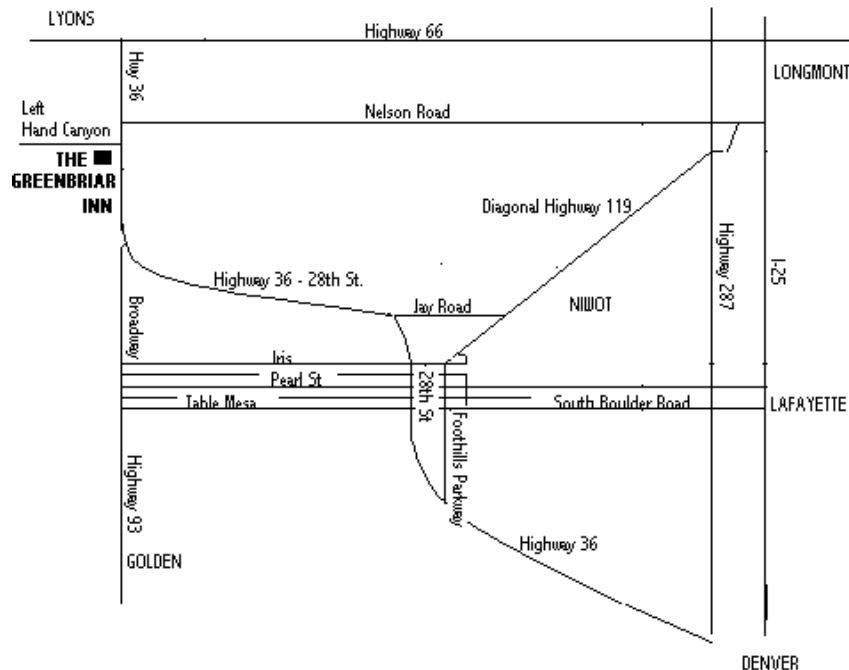 LYONS
Highway 66
Hwy 36
LONGMONT
Left
Hand Canyon
Nelson Road
THE
GREENBRIAR
INN
Diagonal Highway 119
Highway 287
I-25
Highway 36 - 28th St.
Jay Road
NIWOT
Broadway
Iris
Pearl St
28th St
Table Mesa
South Boulder Road
LAFAYETTE
Foothills Parkway
Highway 93
Highway 36
GOLDEN
DENVER